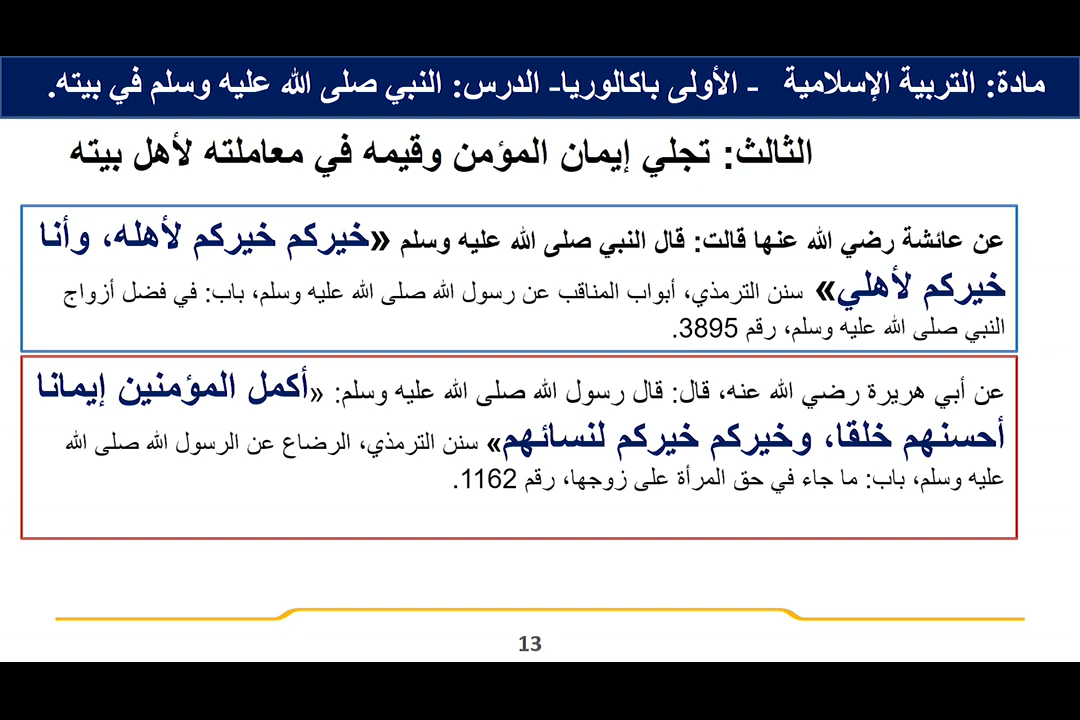 مادة: التربية الإسلامية - الأولى باكالوريا- الدرس: النبي صلى الله عليه وسلم في بيته.
الثالث: تجلي إيمان المؤمن وقيمه في معاملته لأهل بيته
عن عائشة رضي الله عنها قالت: قال النبي صلى الله عليه وسلم «خيركم خيركم لأهله، وأنا
خيركم لأهلي» سنن الترمذي، أبواب المناقب عن رسول الله صلى الله عليه وسلم، باب: في فضل أزواج
النبي صلى الله عليه وسلم، رقم 3895.
عن أبي هريرة رضي الله عنه، قال: قال رسول الله صلى الله عليه وسلم: «أكمل المؤمنين إيمانا
أحسنهم خلقا، وخيركم خيركم لنسائهم» سنن الترمذي، الرضاع عن الرسول الله صلى الله
عليه وسلم، باب: ما جاء في حق المرأة على زوجها، رقم 1162.
13